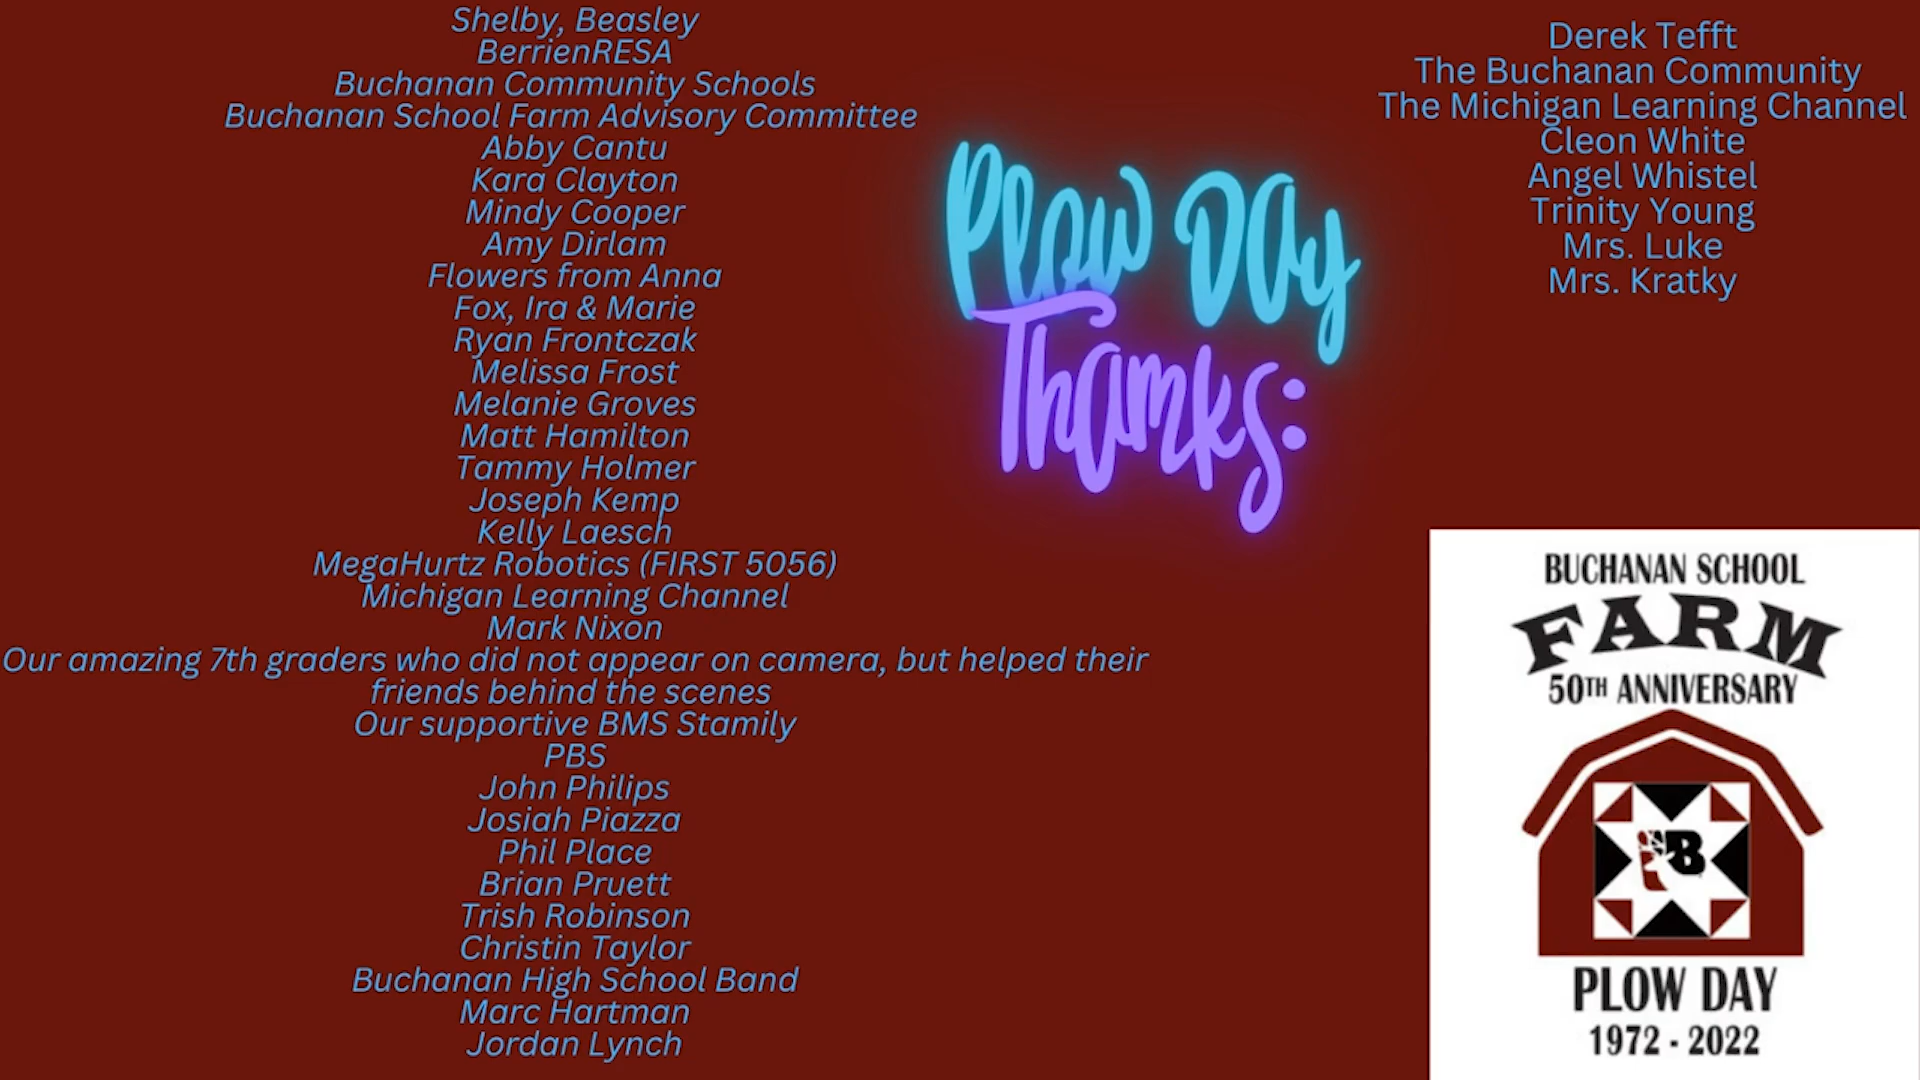 Shelby, Beasley
BerrienRESA
Buchanan Community Schools
Buchanan School Farm Advisory Committee
Abby Cantu
Kara Clayton
Mindy Cooper
Amy Dirlam
Flowers from Anna
Fox, Ira & Marie
Ryan Frontczak
Melissa Frost
Melanie Groves
Matt Hamilton
Tammy Holmer
Joseph Kemp
Kelly Laesch
MegaHurtz Robotics (FIRST 5056)
Michigan Learning Channel
Mark Nixon
Our amazing 7th graders who did not appear on camera, but helped their
friends behind the scenes
Our supportive BMS Stamily
PBS
John Philips
Josiah Piazza
Phil Place
Brian Pruett
Trish Robinson
Christin Taylor
Buchanan High School Band
Marc Hartman
Jordan Lynch
Plow Day
Thanks:
Derek Tefft
The Buchanan Community
The Michigan Learning Channel
Cleon White
Angel Whistel
Trinity Young
Mrs. Luke
Mrs. Kratky
BUCHANAN SCHOOL
FARM
50TH ANNIVERSARY
B
PLOW DAY
1972 - 2022